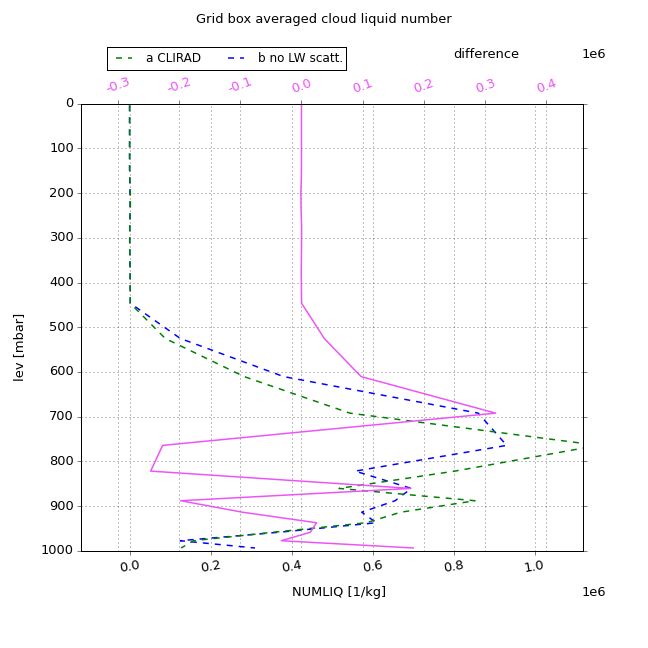 Grid box averaged cloud liquid number
a CLIRAD b no LW scatt.
difference 1e6
-0.3 -0.2 -0.1 0.0 0.1 0.2 0.3 0.4
0
100
200
300
400
500
600
700
800
900
1000
lev [mbar]
0.0 0.2 0.4 0.6 0.8 1.0
NUMLIQ [1/kg] 1e6